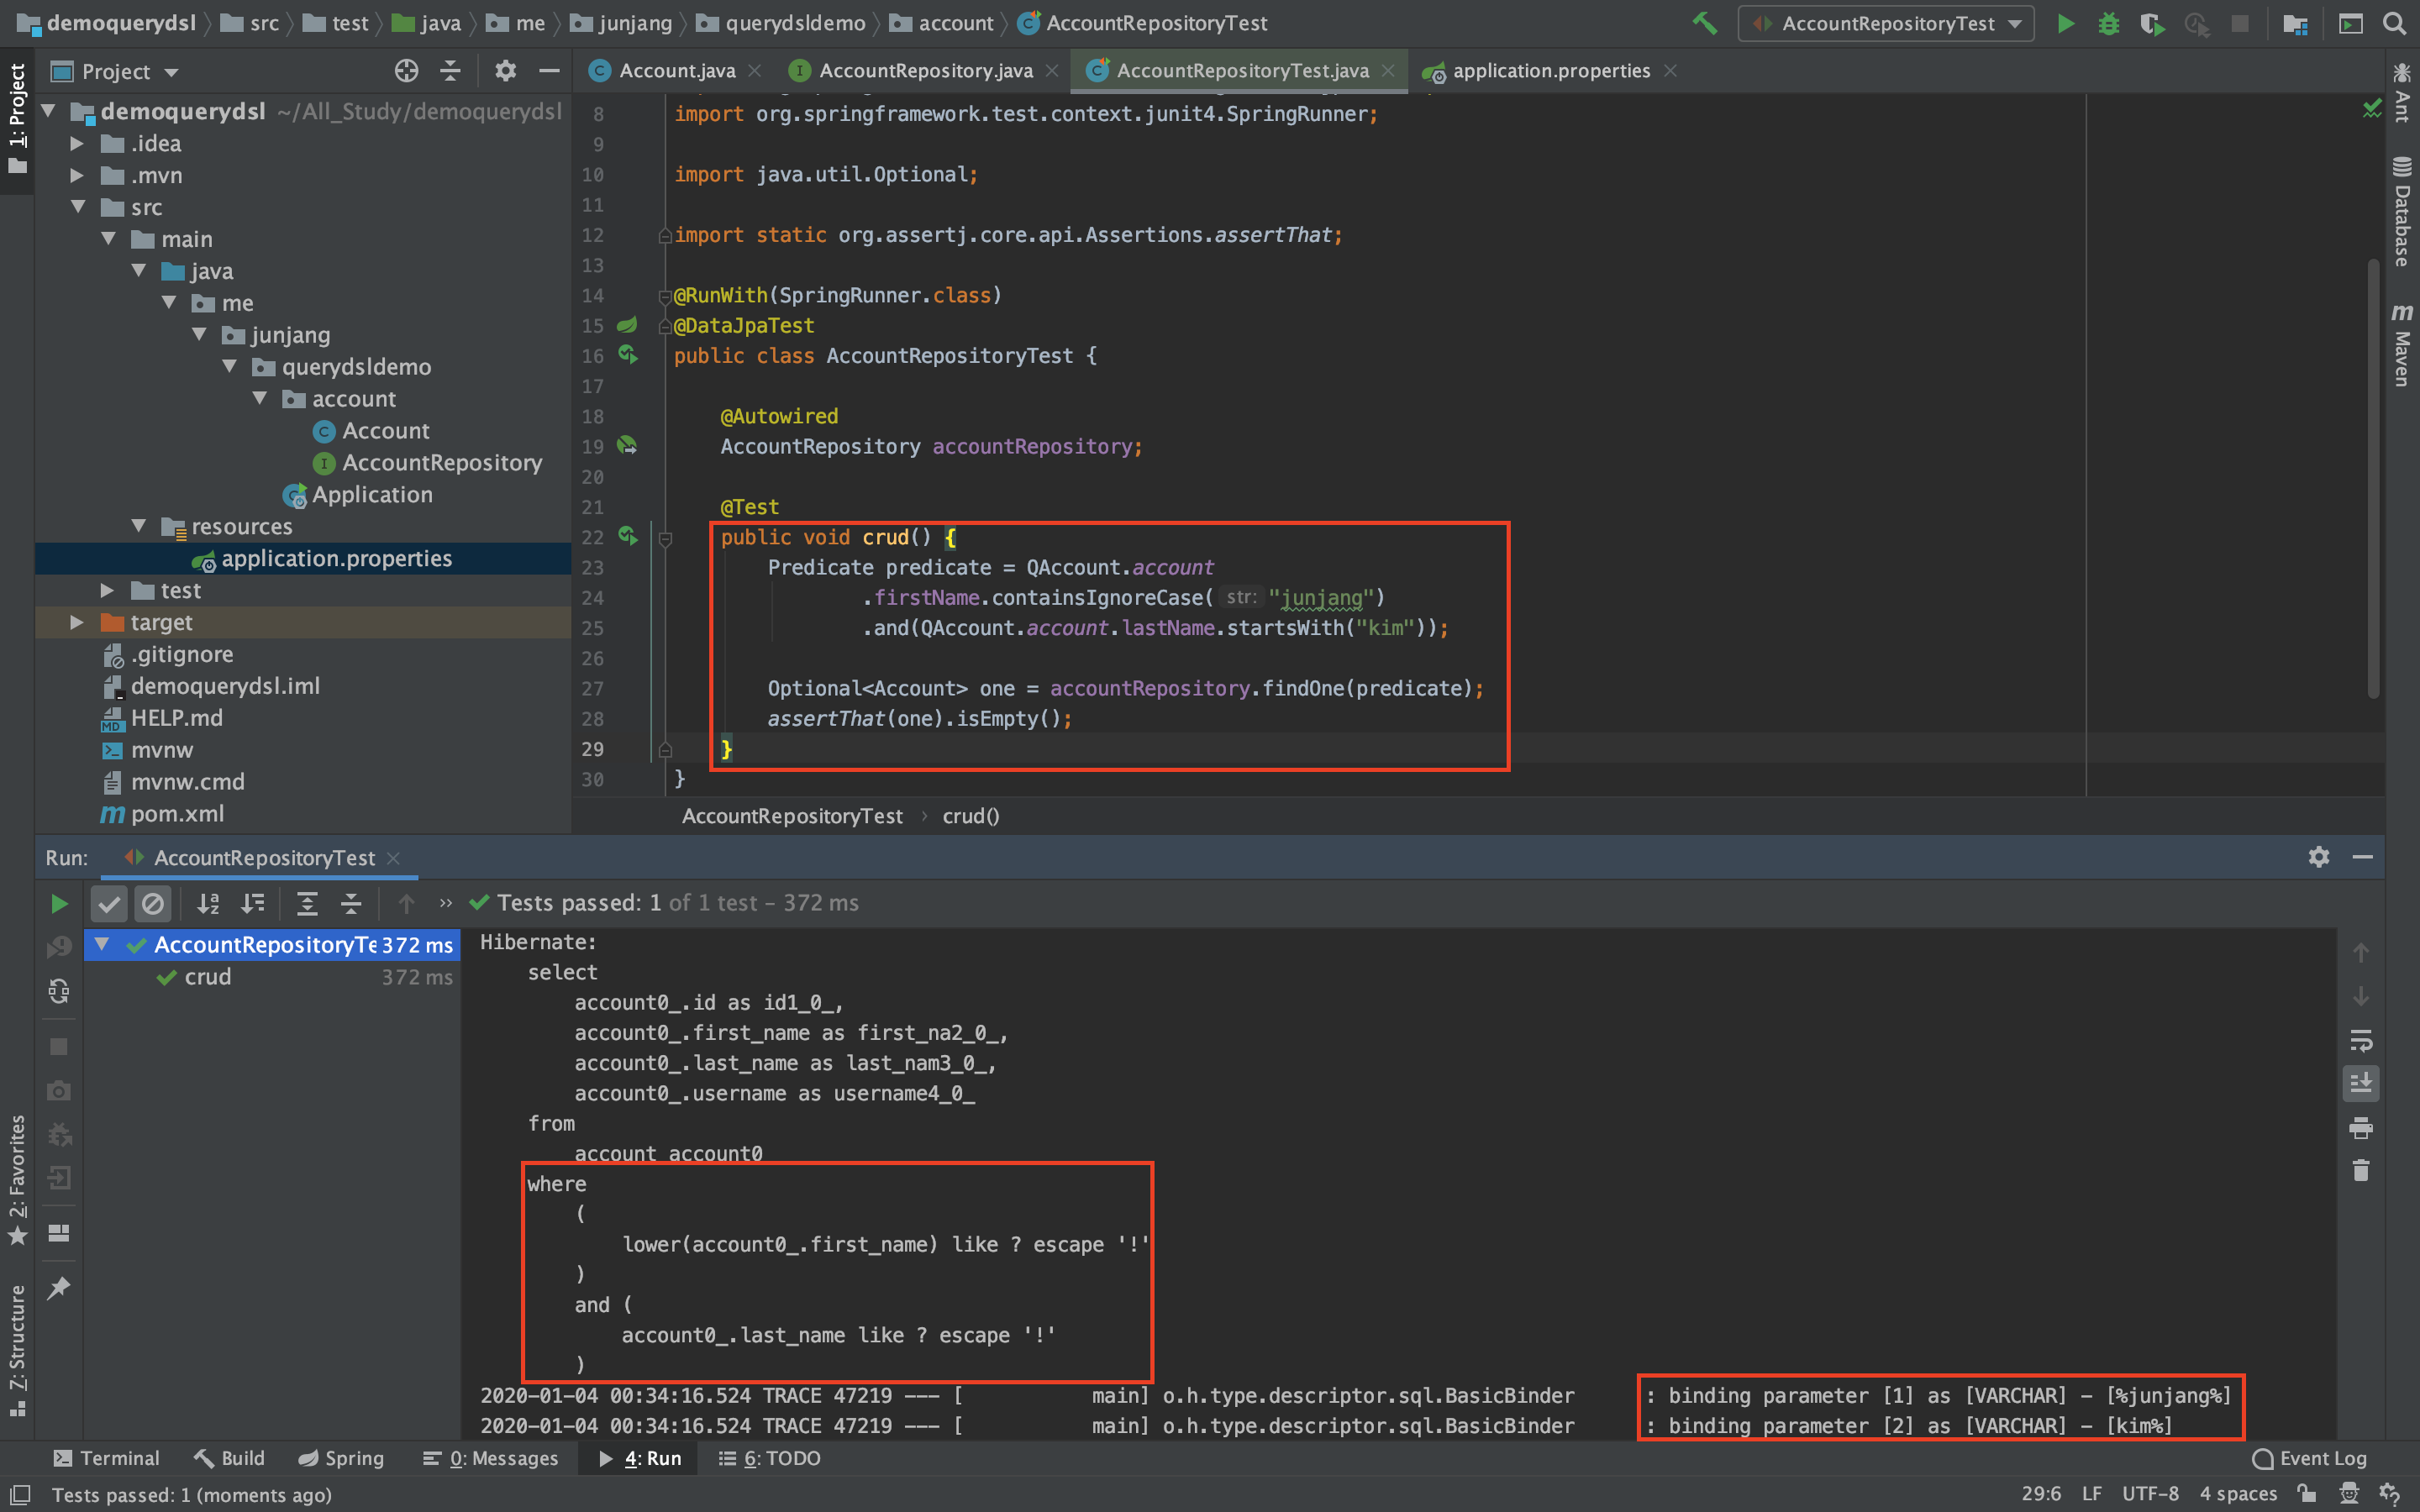 demoquerydsl src test java me junjang querydsldemo account AccountRepositoryTest
AccountRepositoryTest
Project
Account.java
AccountRepository.java
AccountRepositoryTest.java
application.properties
1: Project
2: Favorites
Z: Structure
demoquerydsl ~/All_Study/demoquerydsl
.idea
.mvn
src
main
java
me
junjang
querydsldemo
account
Account
AccountRepository
Application
resources
application.properties
test
target
.gitignore
demoquerydsl.iml
HELP.md
mvnw
mvnw.cmd
pom.xml
8 import org.springframework.test.context.junit4.SpringRunner;
9
10 import java.util.Optional;
11
12 import static org.assertj.core.api.Assertions.assertThat;
13
14 @RunWith(SpringRunner.class)
15 @DataJpaTest
16 public class AccountRepositoryTest {
17
18 @Autowired
19 AccountRepository accountRepository;
20
21 @Test
22 public void crud() {
23 Predicate predicate = QAccount.account
24 .firstName.containsIgnoreCase( str: "junjang")
25 .and(QAccount.account.lastName.startsWith("kim"));
26
27 Optional<Account> one = accountRepository.findOne(predicate);
28 assertThat(one).isEmpty();
29 }
30 }
AccountRepositoryTest › crud()
Ant
Database
Maven
Run: AccountRepositoryTest
Tests passed: 1 of 1 test – 372 ms
AccountRepositoryTe 372 ms
crud 372 ms
Hibernate:
select
account0_.id as id1_0_,
account0_.first_name as first_na2_0_,
account0_.last_name as last_nam3_0_,
account0_.username as username4_0_
from
account account0
where
(
lower(account0_.first_name) like ? escape '!'
)
and (
account0_.last_name like ? escape '!'
)
2020-01-04 00:34:16.524 TRACE 47219 --- [ main] o.h.type.descriptor.sql.BasicBinder : binding parameter [1] as [VARCHAR] - [%junjang%]
2020-01-04 00:34:16.524 TRACE 47219 --- [ main] o.h.type.descriptor.sql.BasicBinder : binding parameter [2] as [VARCHAR] - [kim%]
Terminal Build Spring 0: Messages 4: Run 6: TODO Event Log
Tests passed: 1 (moments ago) 29:6 LF UTF-8 4 spaces